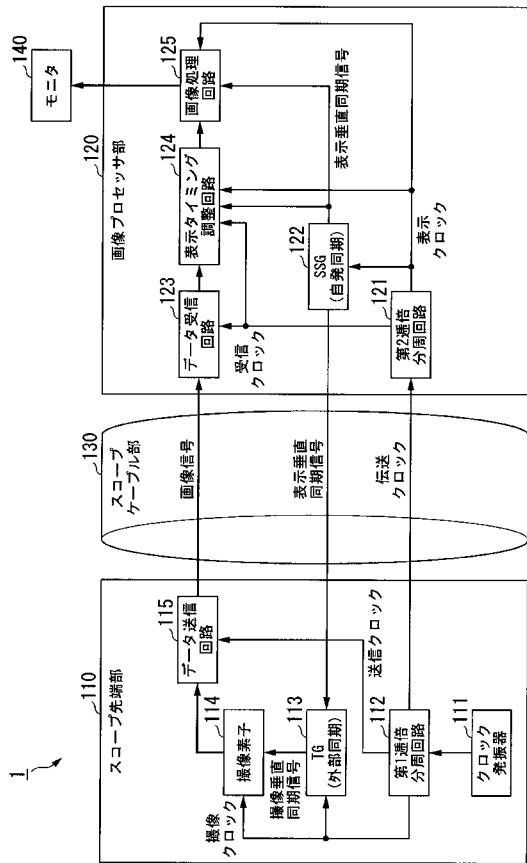 1
110
スコープ先端部
111
クロック
発振器
112
第1逓倍
分周回路
113
TG
(外部同期)
114
撮像素子
115
データ送信
回路
撮像
クロック
撮像垂直
同期信号
送信クロック
130
スコープ
ケーブル部
画像信号
表示垂直
同期信号
伝送
クロック
120
画像プロセッサ部
121
第2逓倍
分周回路
122
SSG
(自発同期)
123
データ受信
回路
124
表示タイミング
調整回路
125
画像処理
回路
受信
クロック
表示垂直同期信号
表示
クロック
140
モニタ